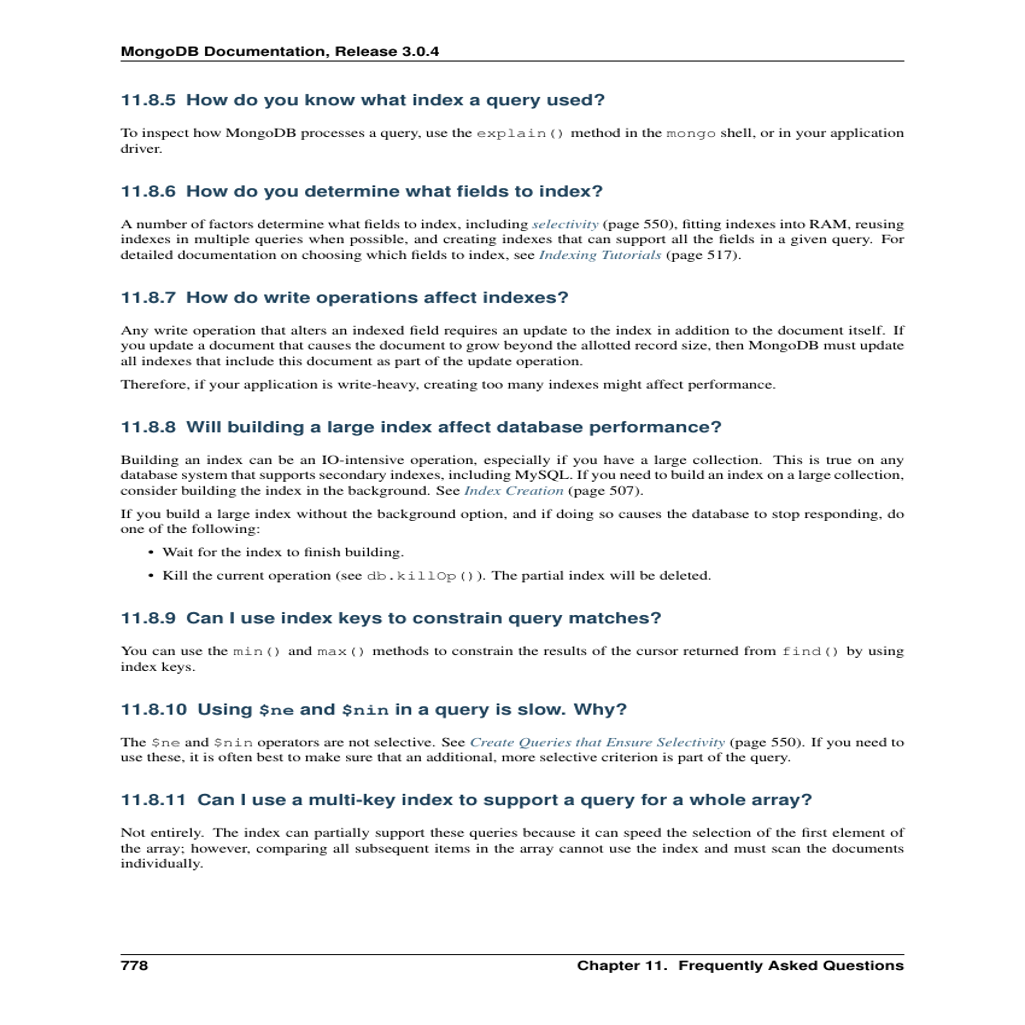 MongoDB Documentation, Release 3.0.4
11.8.5 How do you know what index a query used?
To inspect how MongoDB processes a query, use the explain() method in the mongo shell, or in your application
driver.
11.8.6 How do you determine what fields to index?
A number of factors determine what fields to index, including selectivity (page 550), fitting indexes into RAM, reusing
indexes in multiple queries when possible, and creating indexes that can support all the fields in a given query. For
detailed documentation on choosing which fields to index, see Indexing Tutorials (page 517).
11.8.7 How do write operations affect indexes?
Any write operation that alters an indexed field requires an update to the index in addition to the document itself. If
you update a document that causes the document to grow beyond the allotted record size, then MongoDB must update
all indexes that include this document as part of the update operation.
Therefore, if your application is write-heavy, creating too many indexes might affect performance.
11.8.8 Will building a large index affect database performance?
Building an index can be an IO-intensive operation, especially if you have a large collection. This is true on any
database system that supports secondary indexes, including MySQL. If you need to build an index on a large collection,
consider building the index in the background. See Index Creation (page 507).
If you build a large index without the background option, and if doing so causes the database to stop responding, do
one of the following:
• Wait for the index to finish building.
• Kill the current operation (see db.killOp()). The partial index will be deleted.
11.8.9 Can I use index keys to constrain query matches?
You can use the min() and max() methods to constrain the results of the cursor returned from find() by using
index keys.
11.8.10 Using $ne and $nin in a query is slow. Why?
The $ne and $nin operators are not selective. See Create Queries that Ensure Selectivity (page 550). If you need to
use these, it is often best to make sure that an additional, more selective criterion is part of the query.
11.8.11 Can I use a multi-key index to support a query for a whole array?
Not entirely. The index can partially support these queries because it can speed the selection of the first element of
the array; however, comparing all subsequent items in the array cannot use the index and must scan the documents
individually.
778 Chapter 11. Frequently Asked Questions